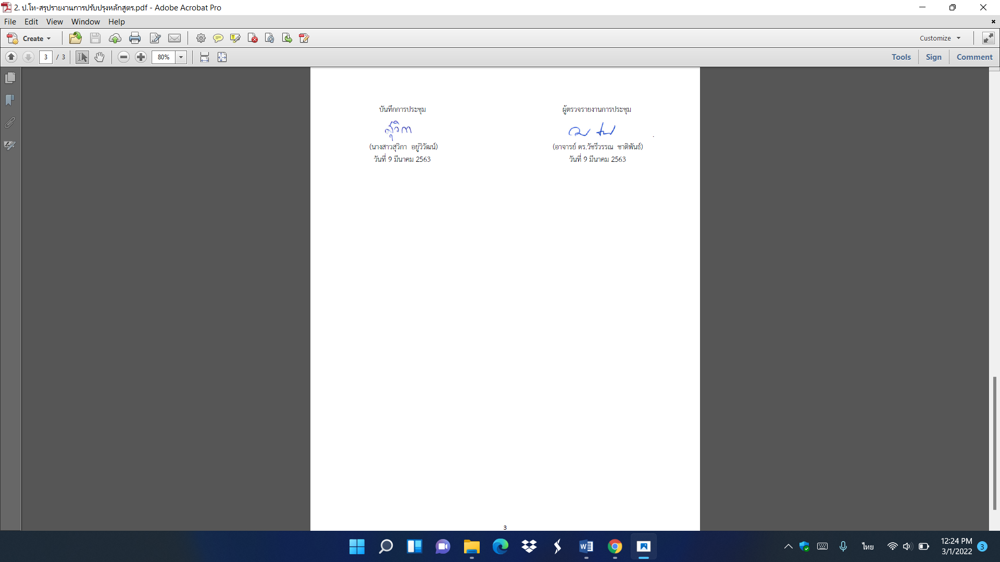 2. ป.โท-สรุปรายงานการปรับปรุงหลักสูตร.pdf - Adobe Acrobat Pro
File Edit View Window Help
Create
Customize
3 / 3
80%
Tools Sign Comment
บันทึกการประชุม
สุวิกา
(นางสาวสุวิกา อยู่วิวัฒน์)
วันที่ 9 มีนาคม 2563
ผู้ตรวจรายงานการประชุม
(อาจารย์ ดร.วัชรีวรรณ ชาติพันธ์)
วันที่ 9 มีนาคม 2563
3
ไทย
12:24 PM
3/1/2022
3